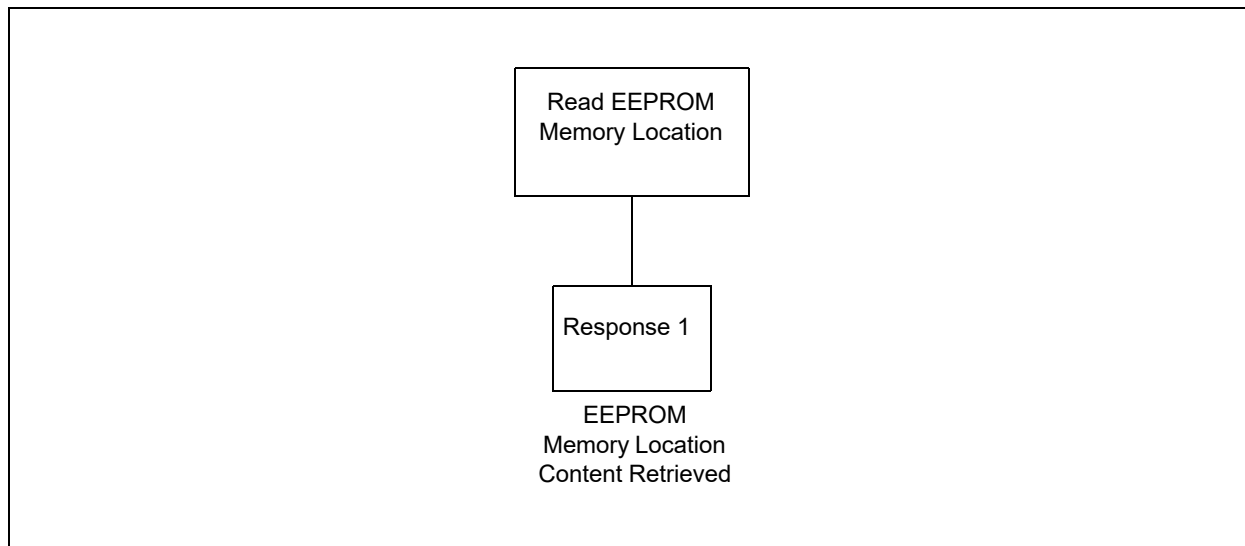 Read EEPROM
Memory Location
Response 1
EEPROM
Memory Location
Content Retrieved